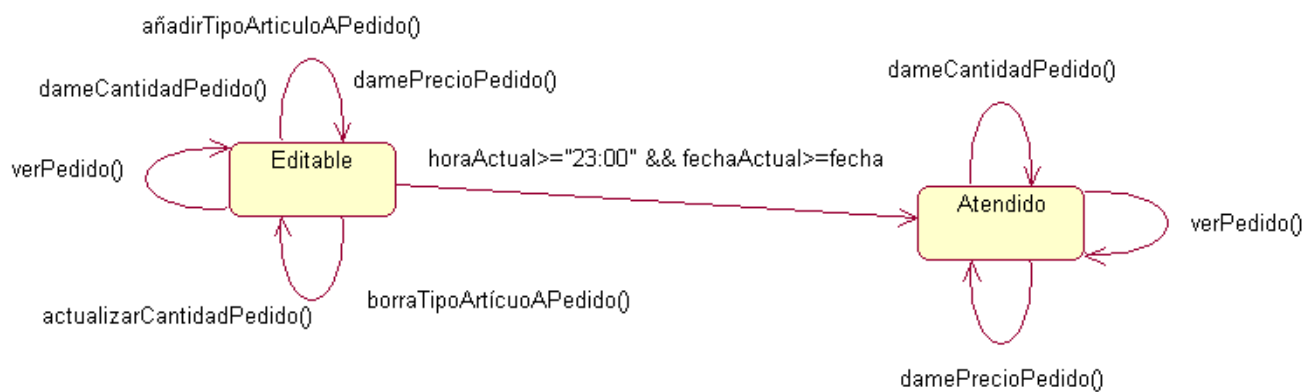 añadirTipoArticuloAPedido()
dameCantidadPedido()
damePrecioPedido()
verPedido()
Editable
actualizarCantidadPedido()
borraTipoArtícuoAPedido()
horaActual>="23:00" && fechaActual>=fecha
dameCantidadPedido()
Atendido
verPedido()
damePrecioPedido()